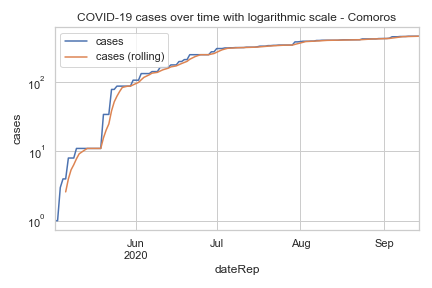 COVID-19 cases over time with logarithmic scale - Comoros
cases
cases (rolling)
10²
10¹
10⁰
cases
Jun
2020
Jul
Aug
Sep
dateRep